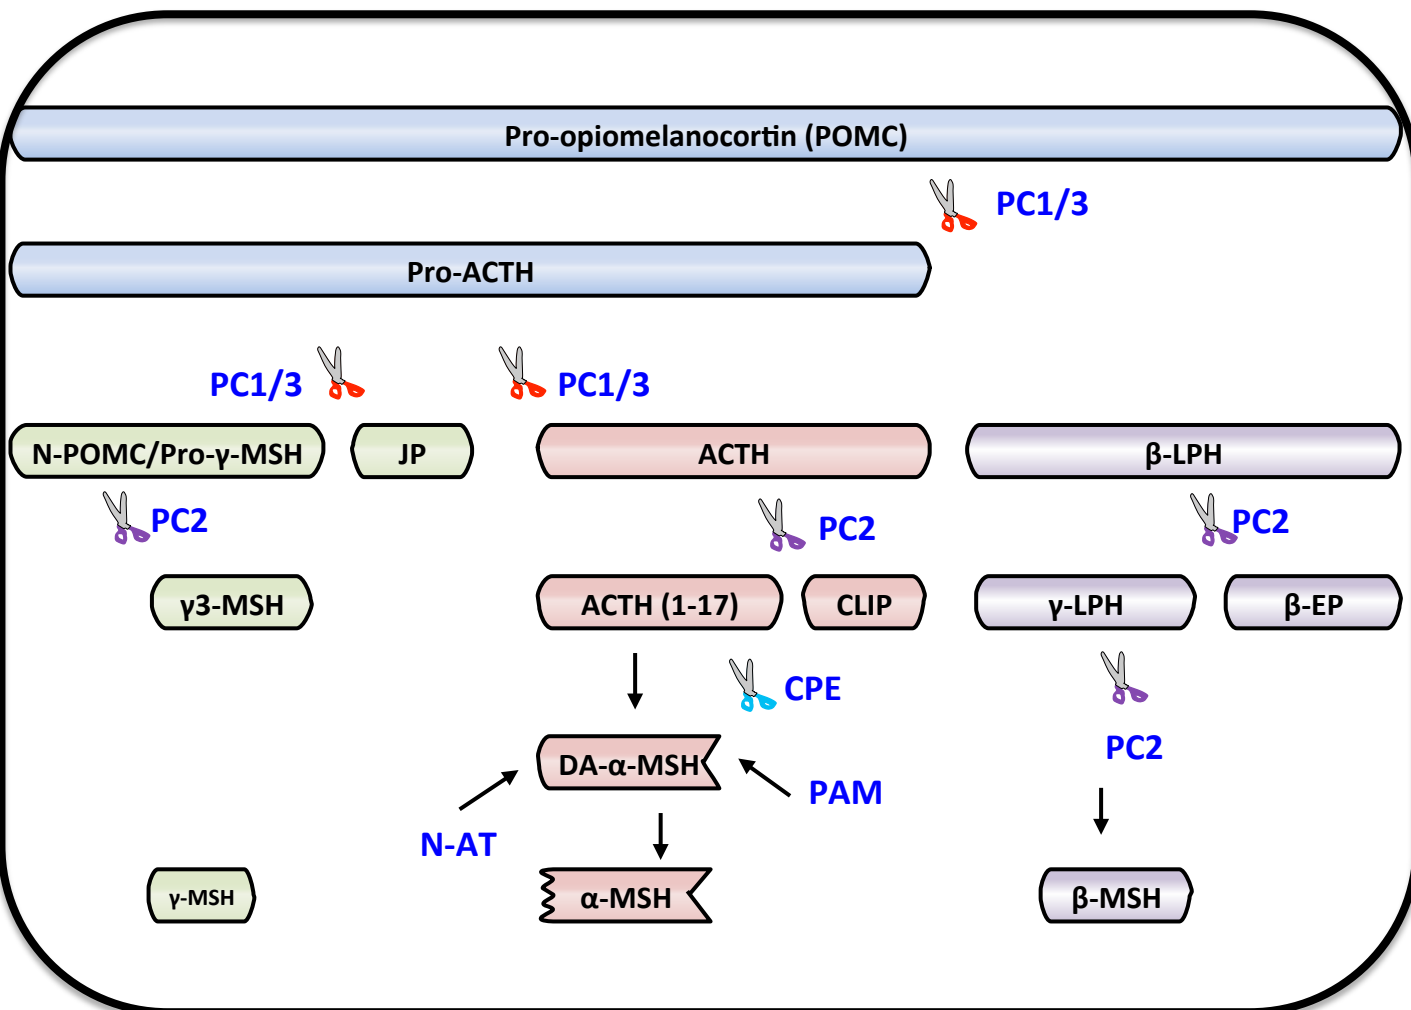 Pro-opiomelanocortin (POMC)
PC1/3
Pro-ACTH
PC1/3
PC1/3
N-POMC/Pro-γ-MSH
JP
ACTH
β-LPH
PC2
PC2
PC2
γ3-MSH
ACTH (1-17)
CLIP
γ-LPH
β-EP
CPE
DA-α-MSH
PC2
PAM
N-AT
γ-MSH
α-MSH
β-MSH